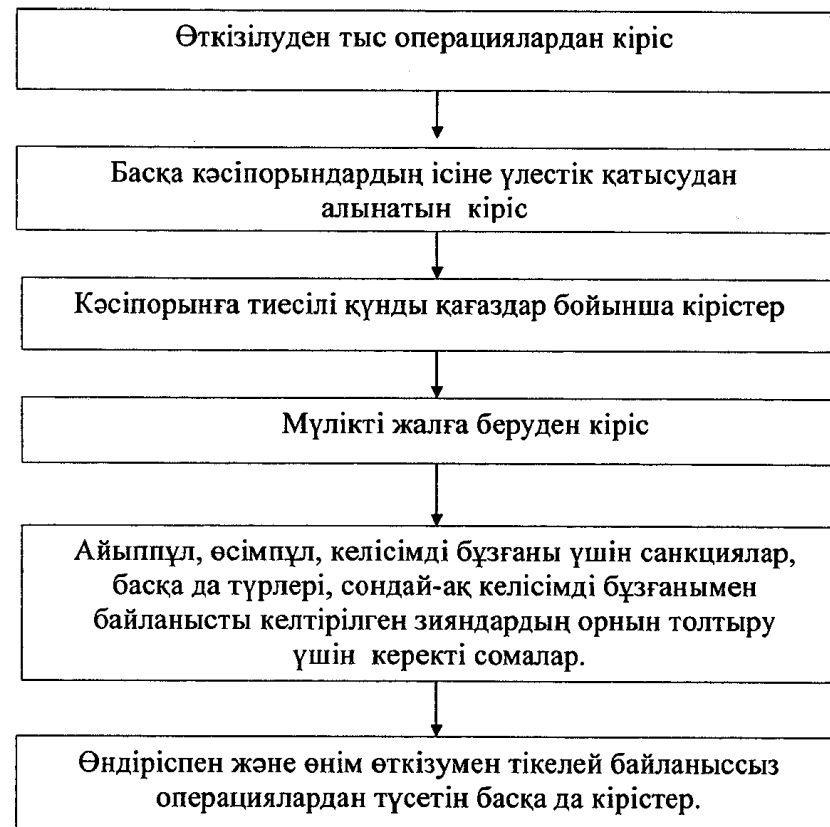 Өткізілуден тыс операциялардан кіріс
Басқа кәсіпорындардың ісіне үлестік қатысудан
алынатын кіріс
Кәсіпорынға тиесілі құнды қағаздар бойынша кірістер
Мүлікті жалға беруден кіріс
Айыппұл, өсімпұл, келісімді бұзғаны үшін санкциялар,
басқа да түрлері, сондай-ақ келісімді бұзғанымен
байланысты келтірілген зияндардың орнын толтыру
үшін керекті сомалар.
Өндіріспен және өнім өткізумен тікелей байланыссыз
операциялардан түсетін басқа да кірістер.